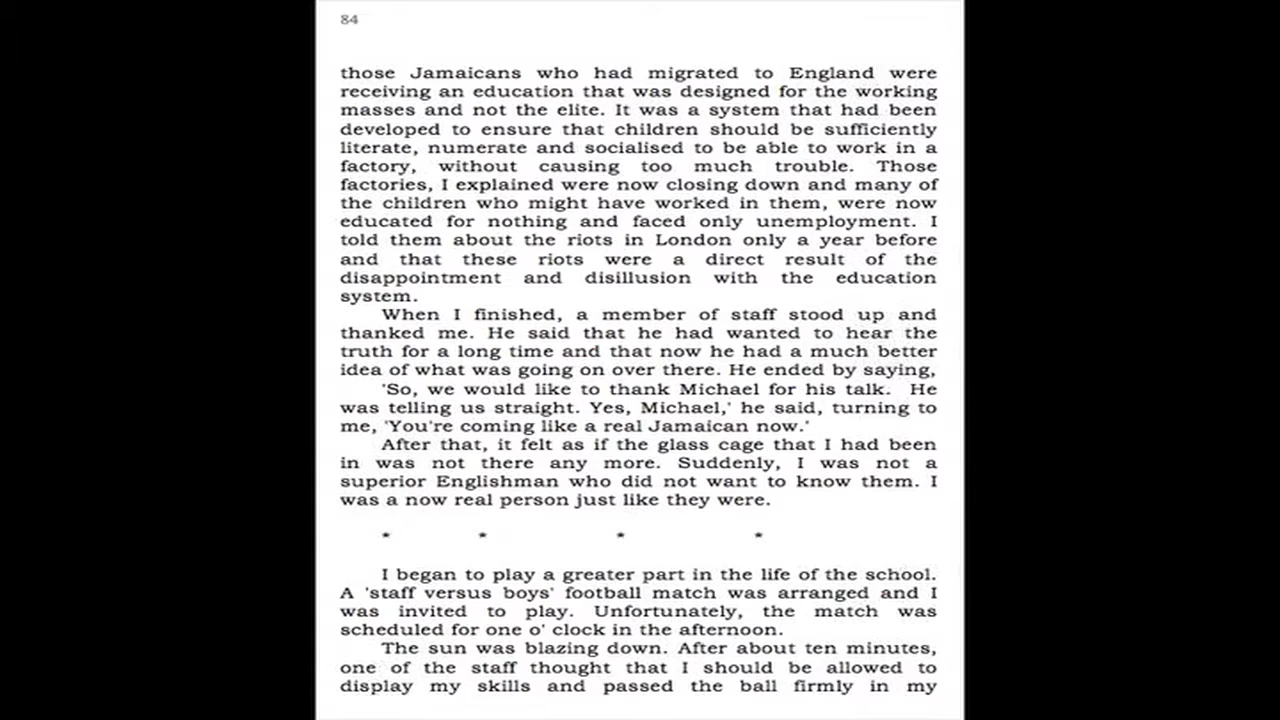 84
those Jamaicans who had migrated to England were
receiving an education that was designed for the working
masses and not the elite. It was a system that had been
developed to ensure that children should be sufficiently
literate, numerate and socialised to be able to work in a
factory, without causing too much trouble. Those
factories, I explained were now closing down and many of
the children who might have worked in them, were now
educated for nothing and faced only unemployment. I
told them about the riots in London only a year before
and that these riots were a direct result of the
disappointment and disillusion with the education
system.
When I finished, a member of staff stood up and
thanked me. He said that he had wanted to hear the
truth for a long time and that now he had a much better
idea of what was going on over there. He ended by saying,
'So, we would like to thank Michael for his talk. He
was telling us straight. Yes, Michael,' he said, turning to
me, 'You're coming like a real Jamaican now.'
After that, it felt as if the glass cage that I had been
in was not there any more. Suddenly, I was not a
superior Englishman who did not want to know them. I
was a now real person just like they were.
* * * *
I began to play a greater part in the life of the school.
A 'staff versus boys' football match was arranged and I
was invited to play. Unfortunately, the match was
scheduled for one o' clock in the afternoon.
The sun was blazing down. After about ten minutes,
one of the staff thought that I should be allowed to
display my skills and passed the ball firmly in my